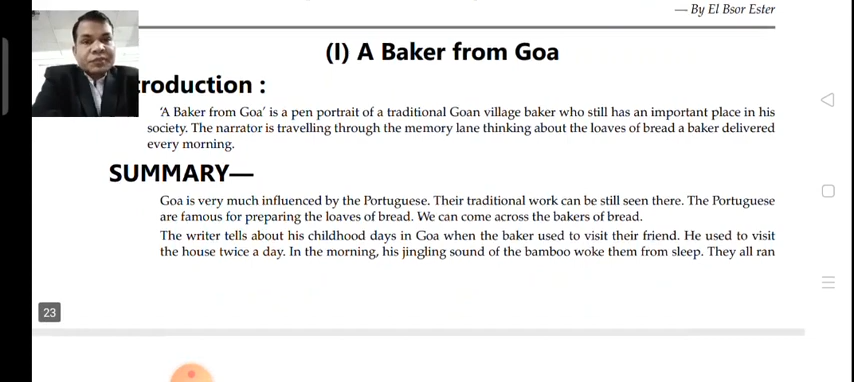 — By El Bsor Ester
(I) A Baker from Goa
troduction :
‘A Baker from Goa’ is a pen portrait of a traditional Goan village baker who still has an important place in his
society. The narrator is travelling through the memory lane thinking about the loaves of bread a baker delivered
every morning.
SUMMARY—
Goa is very much influenced by the Portuguese. Their traditional work can be still seen there. The Portuguese
are famous for preparing the loaves of bread. We can come across the bakers of bread.
The writer tells about his childhood days in Goa when the baker used to visit their friend. He used to visit
the house twice a day. In the morning, his jingling sound of the bamboo woke them from sleep. They all ran
23